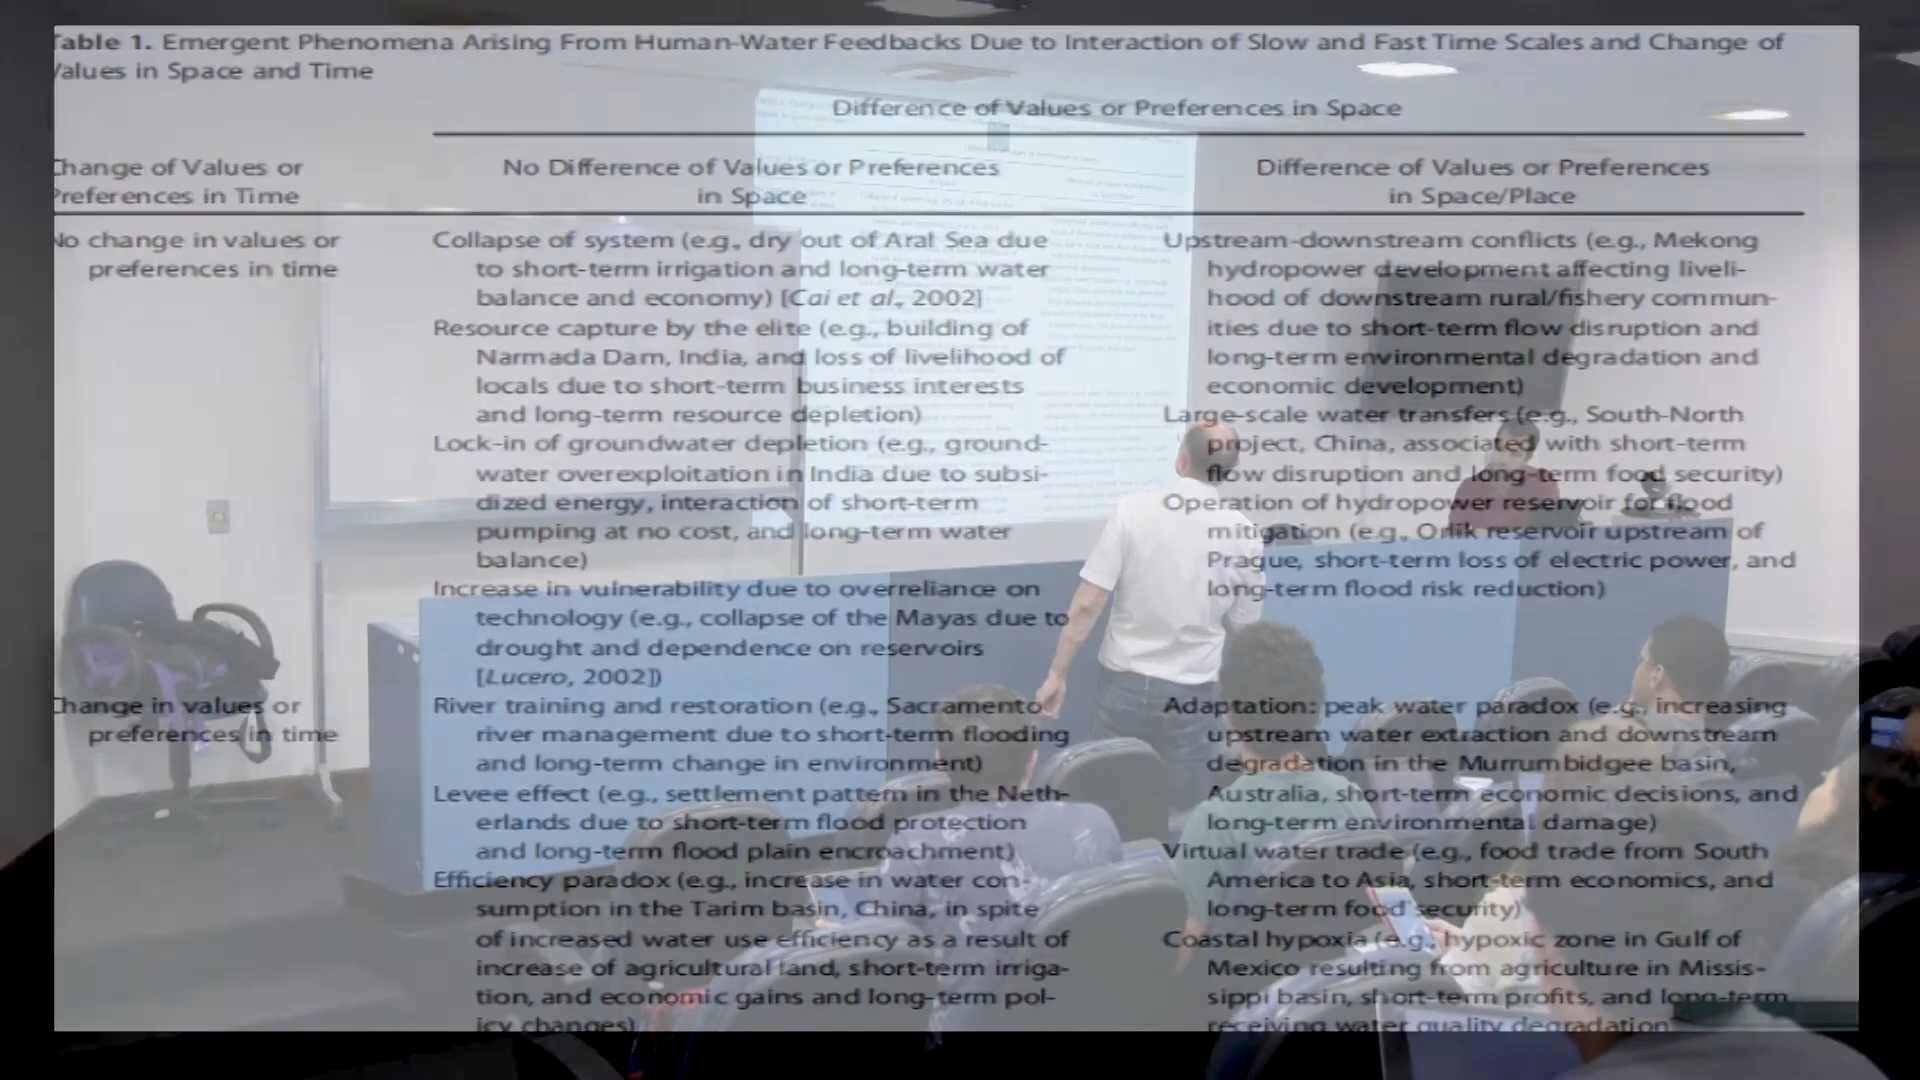 Table 1. Emergent Phenomena Arising From Human-Water Feedbacks Due to Interaction of Slow and Fast Time Scales and Change of
Values in Space and Time
Difference of Values or Preferences in Space
Change of Values or
Preferences in Time
No Difference of Values or Preferences
in Space
Difference of Values or Preferences
in Space/Place
No change in values or
preferences in time
Collapse of system (e.g., dry out of Aral Sea due
to short-term irrigation and long-term water
balance and economy) [Cai et al., 2002]
Resource capture by the elite (e.g., building of
Narmada Dam, India, and loss of livelihood of
locals due to short-term business interests
and long-term resource depletion)
Lock-in of groundwater depletion (e.g., ground-
water overexploitation in India due to subsi-
dized energy, interaction of short-term
pumping at no cost, and long-term water
balance)
Increase in vulnerability due to overreliance on
technology (e.g., collapse of the Mayas due to
drought and dependence on reservoirs
[Lucero, 2002])
Upstream-downstream conflicts (e.g., Mekong
hydropower development affecting liveli-
hood of downstream rural/fishery commun-
ities due to short-term flow disruption and
long-term environmental degradation and
economic development)
Large-scale water transfers (e.g., South-North
project, China, associated with short-term
flow disruption and long-term food security)
Operation of hydropower reservoir for flood
mitigation (e.g., Orlik reservoir upstream of
Prague, short-term loss of electric power, and
long-term flood risk reduction)
Change in values or
preferences in time
River training and restoration (e.g., Sacramento
river management due to short-term flooding
and long-term change in environment)
Levee effect (e.g., settlement pattern in the Neth-
erlands due to short-term flood protection
and long-term flood plain encroachment)
Efficiency paradox (e.g., increase in water con-
sumption in the Tarim basin, China, in spite
of increased water use efficiency as a result of
increase of agricultural land, short-term irriga-
tion, and economic gains and long-term pol-
icy changes)
Adaptation: peak water paradox (e.g., increasing
upstream water extraction and downstream
degradation in the Murrumbidgee basin,
Australia, short-term economic decisions, and
long-term environmental damage)
Virtual water trade (e.g., food trade from South
America to Asia, short-term economics, and
long-term food security)
Coastal hypoxia (e.g., hypoxic zone in Gulf of
Mexico resulting from agriculture in Missis-
sippi basin, short-term profits, and long-term
receiving water quality degradation